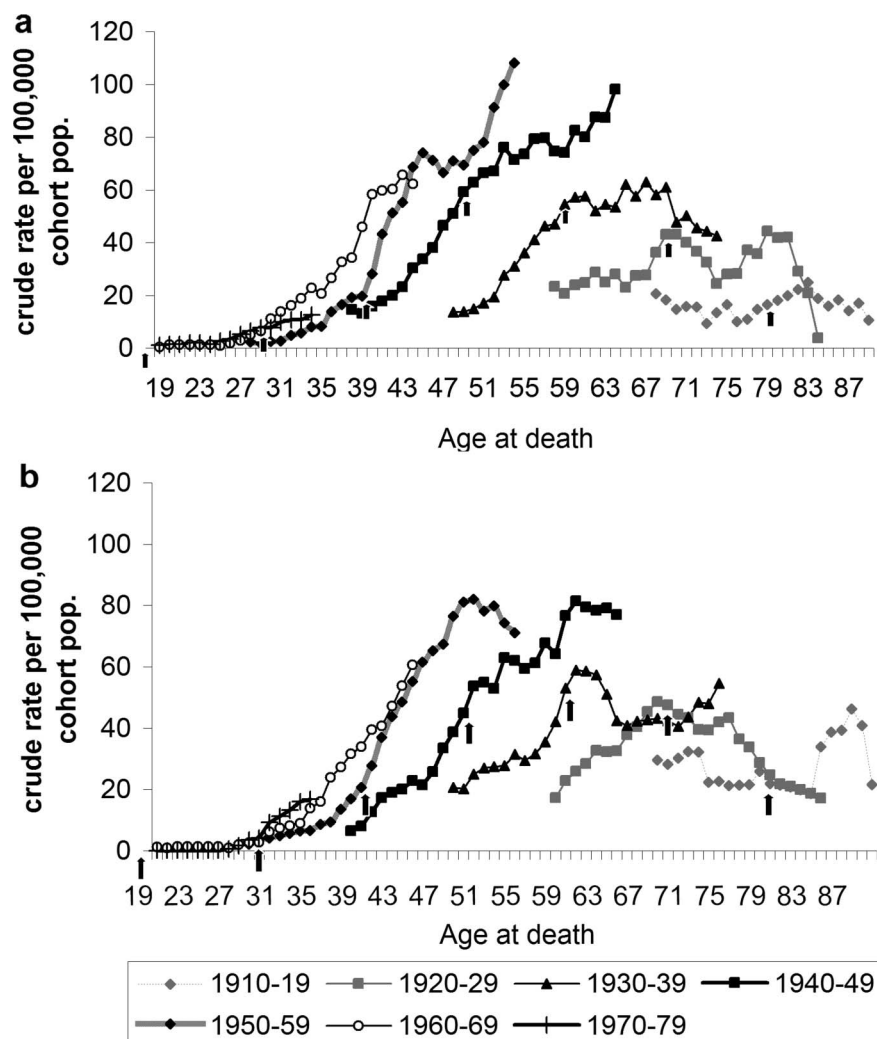 a
crude rate per 100,000
cohort pop.
120
100
80
60
40
20
0
19 23 27 31 35 39 43 47 51 55 59 63 67 71 75 79 83 87
Age at death
b
crude rate per 100,000
cohort pop.
120
100
80
60
40
20
0
19 23 27 31 35 39 43 47 51 55 59 63 67 71 75 79 83 87
Age at death
1910-19 1920-29 1930-39 1940-49
1950-59 1960-69 1970-79